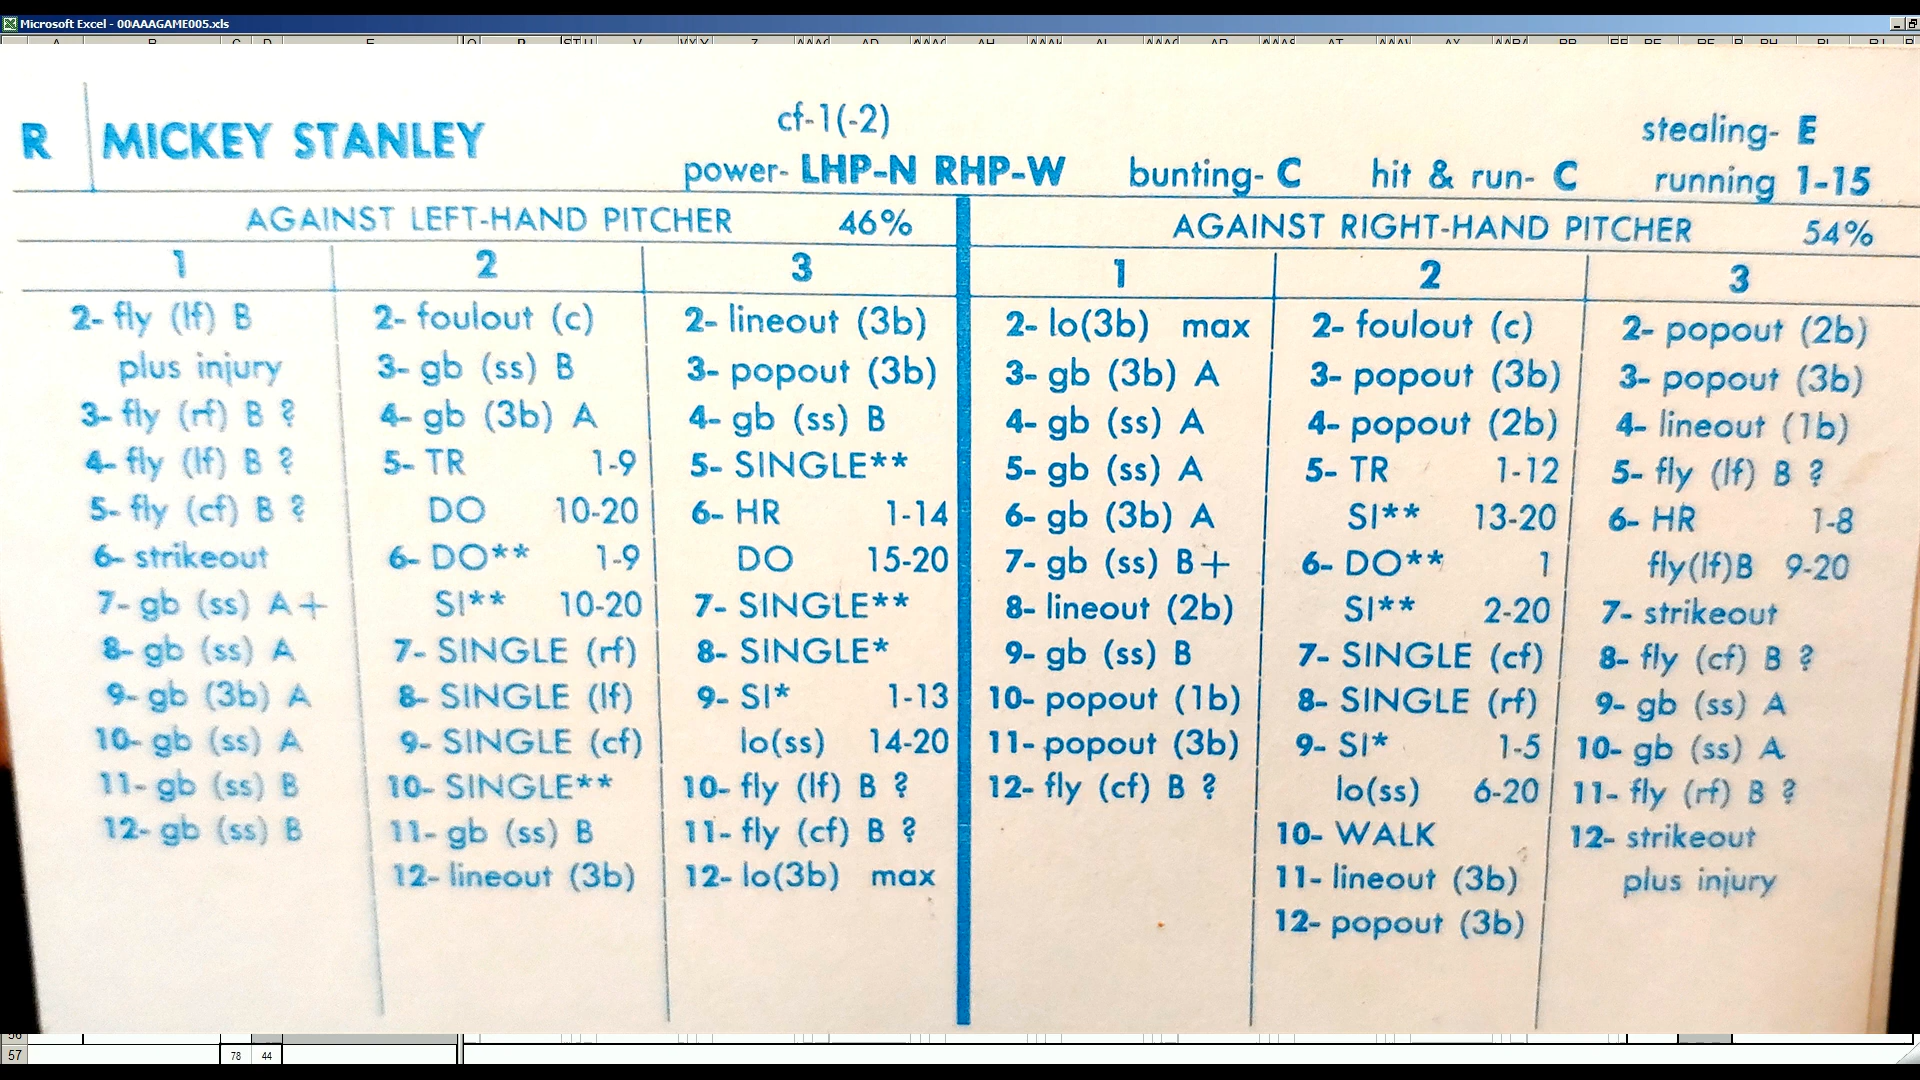 Microsoft Excel - 00AAAGAME005.xls
R MICKEY STANLEY
cf-1(-2)
power- LHP-N RHP-W
bunting- C
hit & run- C
stealing- E
running 1-15
AGAINST LEFT-HAND PITCHER 46%
1
2- fly (lf) B
plus injury
3- fly (rf) B ?
4- fly (lf) B ?
5- fly (cf) B ?
6- strikeout
7- gb (ss) A+
8- gb (ss) A
9- gb (3b) A
10- gb (ss) A
11- gb (ss) B
12- gb (ss) B
2
2- foulout (c)
3- gb (ss) B
4- gb (3b) A
5- TR 1-9
DO 10-20
6- DO** 1-9
SI** 10-20
7- SINGLE (rf)
8- SINGLE (lf)
9- SINGLE (cf)
10- SINGLE**
11- gb (ss) B
12- lineout (3b)
3
2- lineout (3b)
3- popout (3b)
4- gb (ss) B
5- SINGLE**
6- HR 1-14
DO 15-20
7- SINGLE**
8- SINGLE*
9- SI* 1-13
lo(ss) 14-20
10- fly (lf) B ?
11- fly (cf) B ?
12- lo(3b) max
AGAINST RIGHT-HAND PITCHER 54%
1
2- lo(3b) max
3- gb (3b) A
4- gb (ss) A
5- gb (ss) A
6- gb (3b) A
7- gb (ss) B+
8- lineout (2b)
9- gb (ss) B
10- popout (1b)
11- popout (3b)
12- fly (cf) B ?
2
2- foulout (c)
3- popout (3b)
4- popout (2b)
5- TR 1-12
SI** 13-20
6- DO** 1
SI** 2-20
7- SINGLE (cf)
8- SINGLE (rf)
9- SI* 1-5
lo(ss) 6-20
10- WALK
11- lineout (3b)
12- popout (3b)
3
2- popout (2b)
3- popout (3b)
4- lineout (1b)
5- fly (lf) B ?
6- HR 1-8
fly(lf)B 9-20
7- strikeout
8- fly (cf) B ?
9- gb (ss) A
10- gb (ss) A
11- fly (rf) B ?
12- strikeout
plus injury
57 78 44